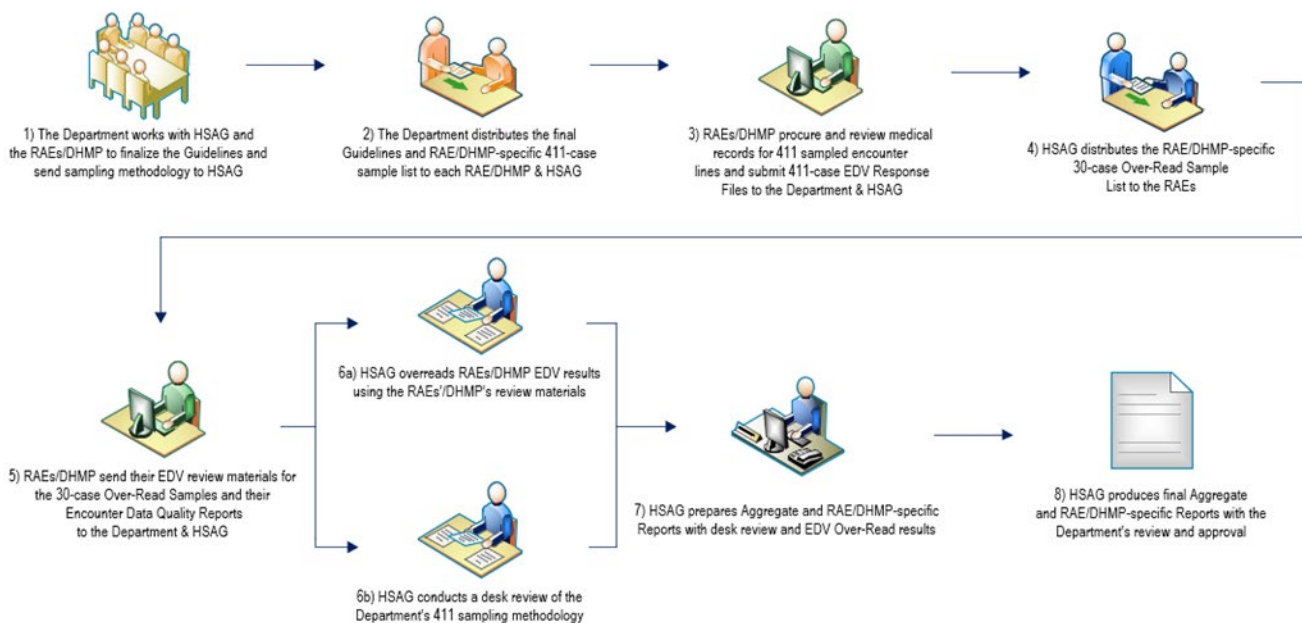 1) The Department works with HSAG and
the RAEs/DHMP to finalize the Guidelines and
send sampling methodology to HSAG
2) The Department distributes the final
Guidelines and RAE/DHMP-specific 411-case
sample list to each RAE/DHMP & HSAG
3) RAEs/DHMP procure and review medical
records for 411 sampled encounter
lines and submit 411-case EDV Response
Files to the Department & HSAG
4) HSAG distributes the RAE/DHMP-specific
30-case Over-Read Sample
List to the RAEs
5) RAEs/DHMP send their EDV review materials for
the 30-case Over-Read Samples and their
Encounter Data Quality Reports
to the Department & HSAG
6a) HSAG overreads RAEs/DHMP EDV results
using the RAEs'/DHMP's review materials
6b) HSAG conducts a desk review of the
Department's 411 sampling methodology
7) HSAG prepares Aggregate and RAE/DHMP-specific
Reports with desk review and EDV Over-Read results
8) HSAG produces final Aggregate
and RAE/DHMP-specific Reports with the
Department's review and approval